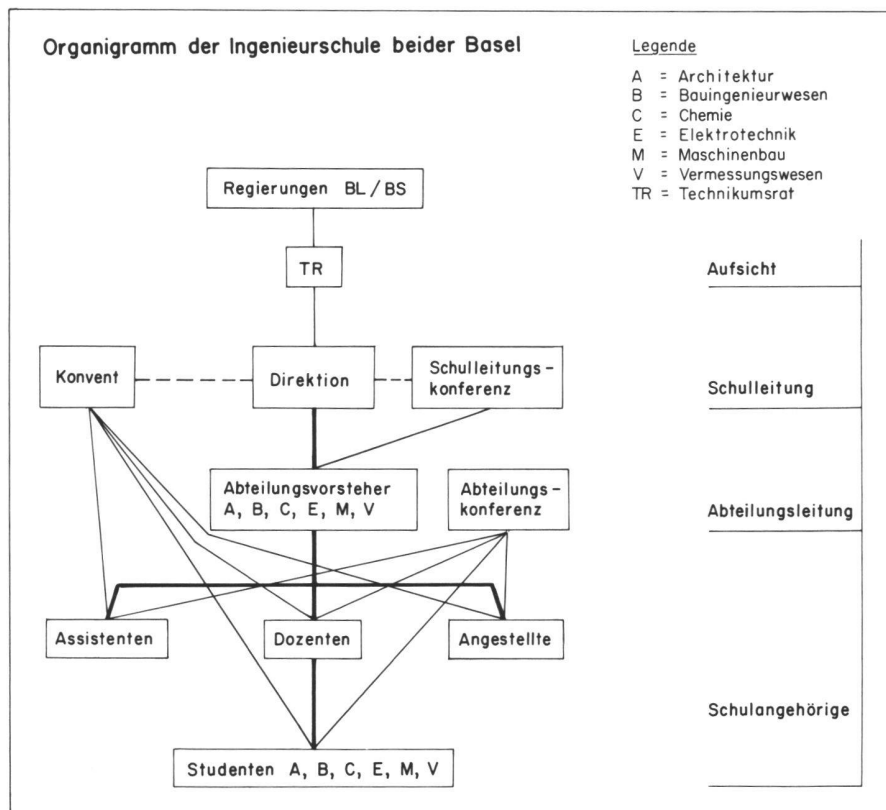 Organigramm der Ingenieurschule beider Basel
Legende
A = Architektur
B = Bauingenieurwesen
C = Chemie
E = Elektrotechnik
M = Maschinenbau
V = Vermessungswesen
TR = Technikumsrat
Regierungen BL / BS
TR
Aufsicht
Konvent
Direktion
Schulleitungs-
konferenz
Schulleitung
Abteilungsvorsteher
A, B, C, E, M, V
Abteilungs-
konferenz
Abteilungsleitung
Assistenten
Dozenten
Angestellte
Schulangehörige
Studenten A, B, C, E, M, V